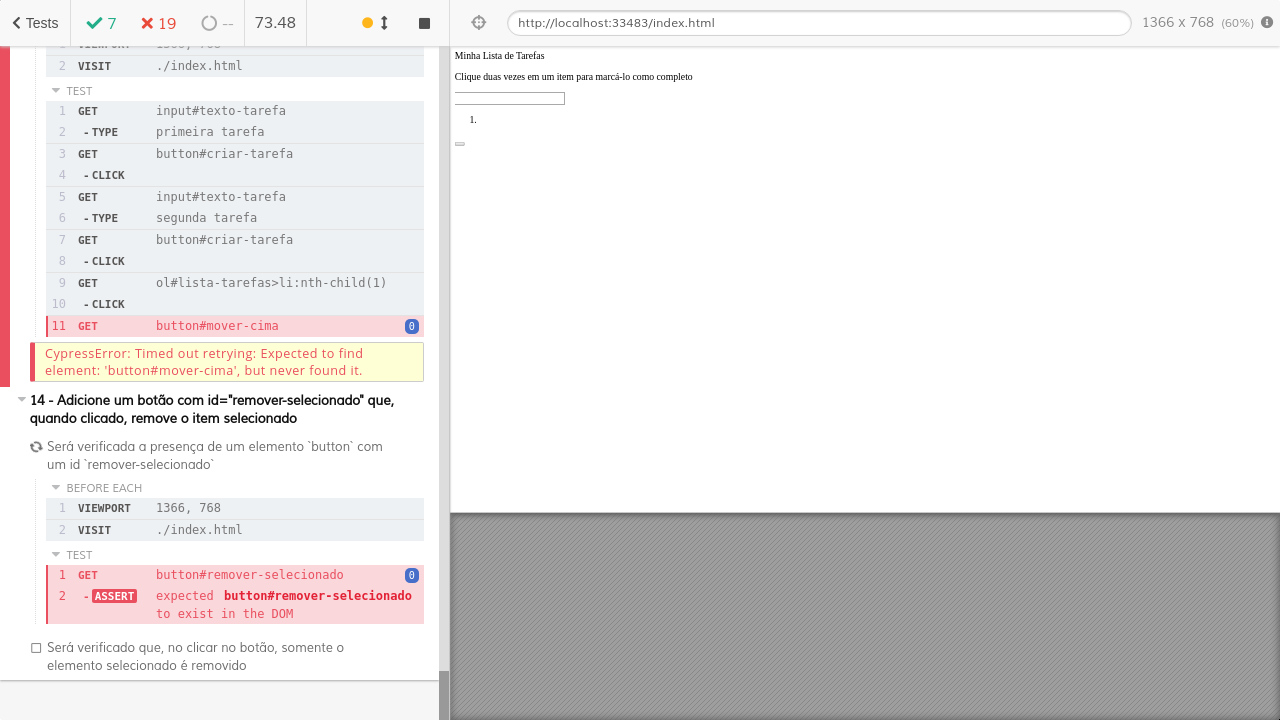 Tests 7 19 -- 73.48
http://localhost:33483/index.html 1366 x 768 (60%)
1 VIEWPORT 1366, 768
2 VISIT ./index.html
TEST
1 GET input#texto-tarefa
2 - TYPE primeira tarefa
3 GET button#criar-tarefa
4 - CLICK
5 GET input#texto-tarefa
6 - TYPE segunda tarefa
7 GET button#criar-tarefa
8 - CLICK
9 GET ol#lista-tarefas>li:nth-child(1)
10 - CLICK
11 GET button#mover-cima 0
CypressError: Timed out retrying: Expected to find
element: 'button#mover-cima', but never found it.
14 - Adicione um botão com id="remover-selecionado" que,
quando clicado, remove o item selecionado
Será verificada a presença de um elemento `button` com
um id `remover-selecionado`
BEFORE EACH
1 VIEWPORT 1366, 768
2 VISIT ./index.html
TEST
1 GET button#remover-selecionado 0
2 - ASSERT expected button#remover-selecionado
to exist in the DOM
Será verificado que, no clicar no botão, somente o
elemento selecionado é removido
Minha Lista de Tarefas
Clique duas vezes em um item para marcá-lo como completo
1.